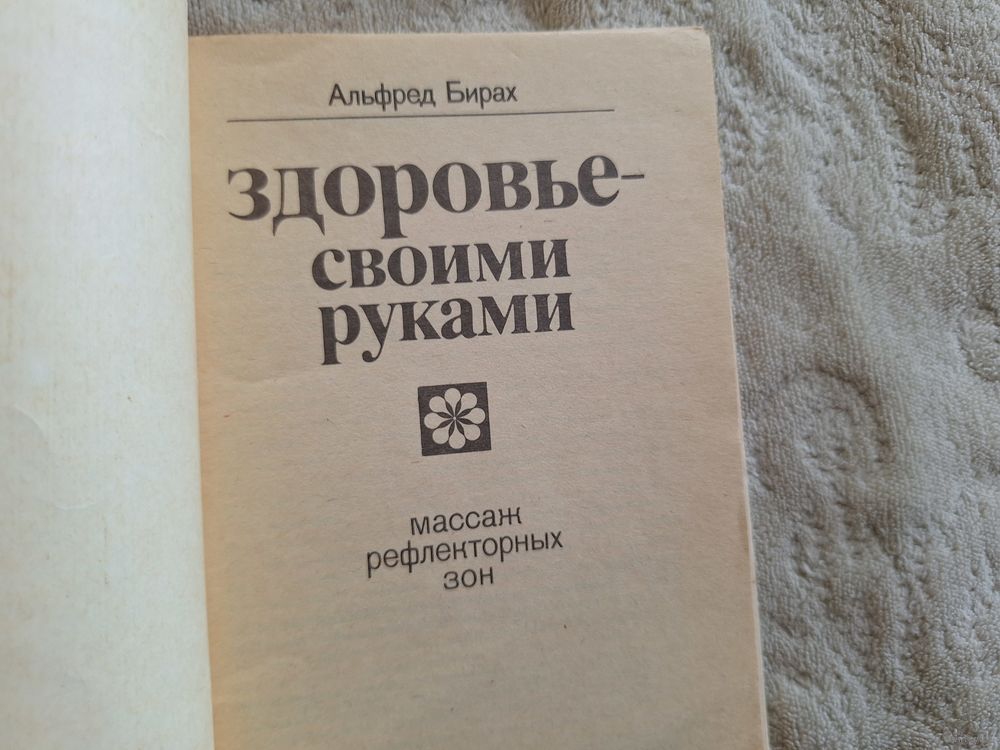 Альфред Бирах
здоровье-
своими
руками
массаж
рефлекторных
зон